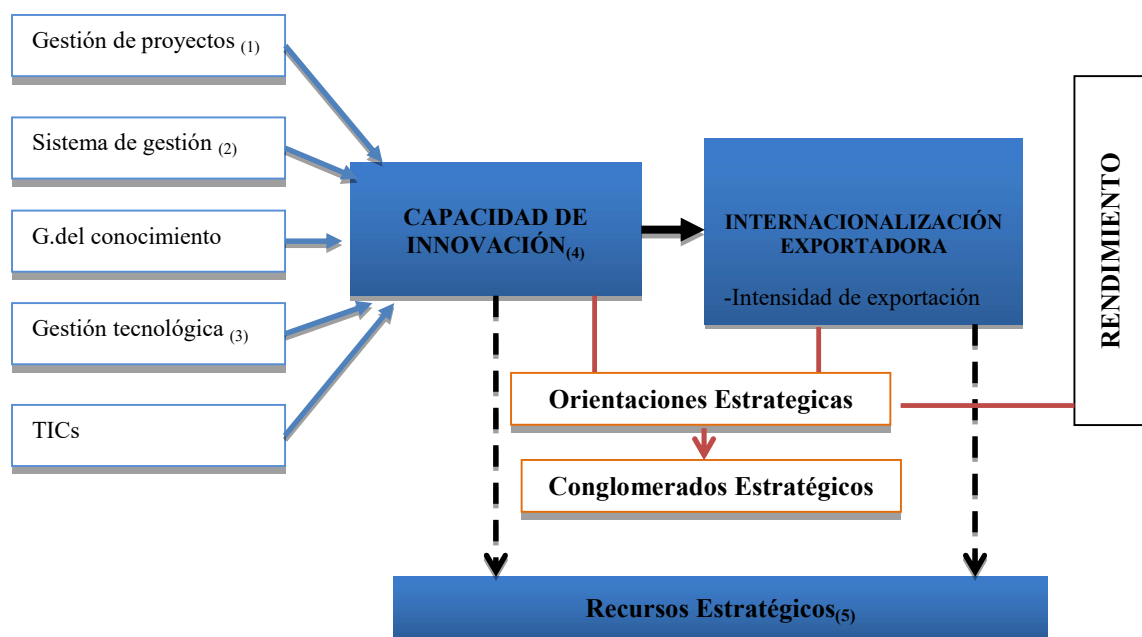 Gestión de proyectos (1)
Sistema de gestión (2)
G.del conocimiento
Gestión tecnológica (3)
TICs
CAPACIDAD DE
INNOVACIÓN(4)
INTERNACIONALIZACIÓN
EXPORTADORA
-Intensidad de exportación
RENDIMIENTO
Orientaciones Estrategicas
Conglomerados Estratégicos
Recursos Estratégicos(5)